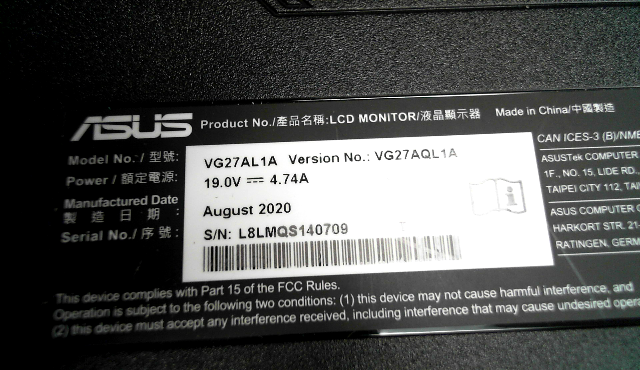 ASUS Product No./產品名稱:LCD MONITOR/液晶顯示器 Made in China/中國製造
Model No./型號: VG27AL1A Version No.: VG27AQL1A
Power/額定電源: 19.0V ⎓ 4.74A
Manufactured Date
製造日期: August 2020
Serial No./序號: S/N: L8LMQS140709
CAN ICES-3 (B)/NM
ASUSTek COMPUTER
1F., NO. 15, LIDE RD.,
TAIPEI CITY 112, TA
ASUS COMPUTER G
HARKORT STR. 21-
RATINGEN, GERM
This device complies with Part 15 of the FCC Rules.
Operation is subject to the following two conditions: (1) this device may not cause harmful interference, and
(2) this device must accept any interference received, including interference that may cause undesired opera